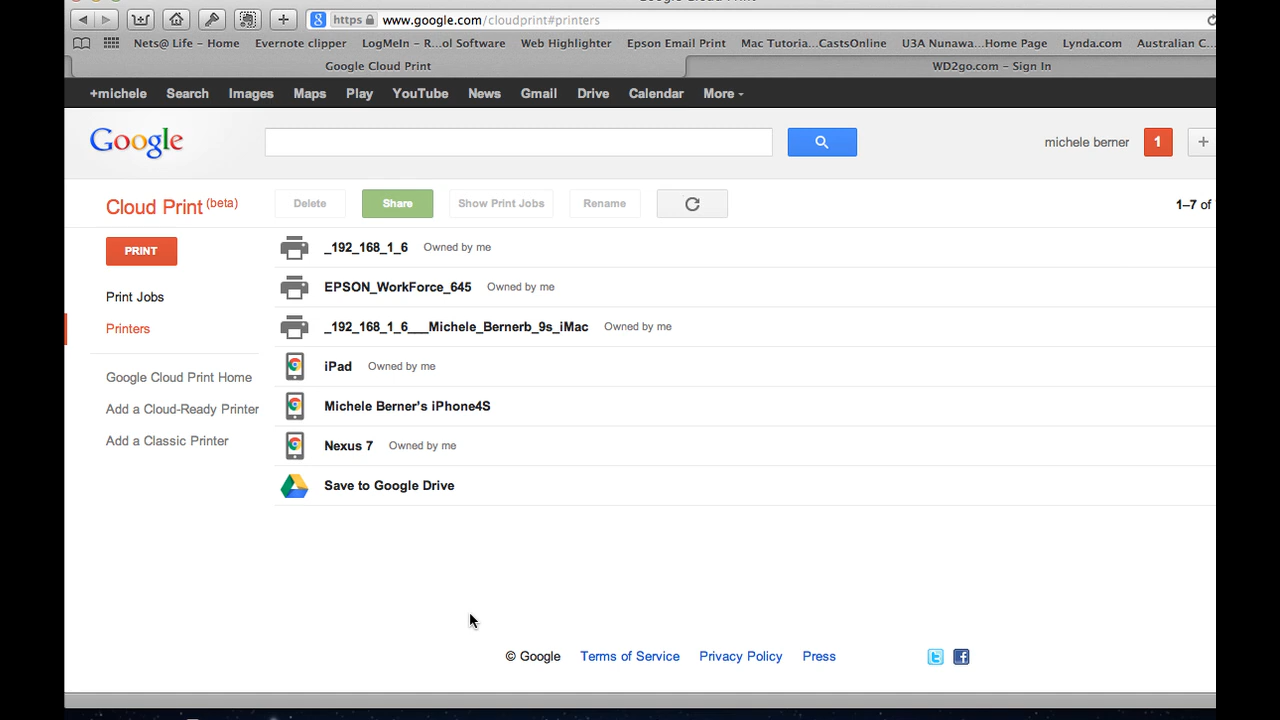 https www.google.com/cloudprint#printers
Nets@ Life – Home Evernote clipper LogMeIn – R...ol Software Web Highlighter Epson Email Print Mac Tutoria...CastsOnline U3A Nunawa...Home Page Lynda.com Australian C...
Google Cloud Print WD2go.com – Sign In
+michele Search Images Maps Play YouTube News Gmail Drive Calendar More
Google michele berner 1 +
Cloud Print (beta) Delete Share Show Print Jobs Rename 1–7 of
PRINT
Print Jobs
Printers
Google Cloud Print Home
Add a Cloud-Ready Printer
Add a Classic Printer
_192_168_1_6 Owned by me
EPSON_WorkForce_645 Owned by me
_192_168_1_6___Michele_Bernerb_9s_iMac Owned by me
iPad Owned by me
Michele Berner's iPhone4S
Nexus 7 Owned by me
Save to Google Drive
© Google Terms of Service Privacy Policy Press